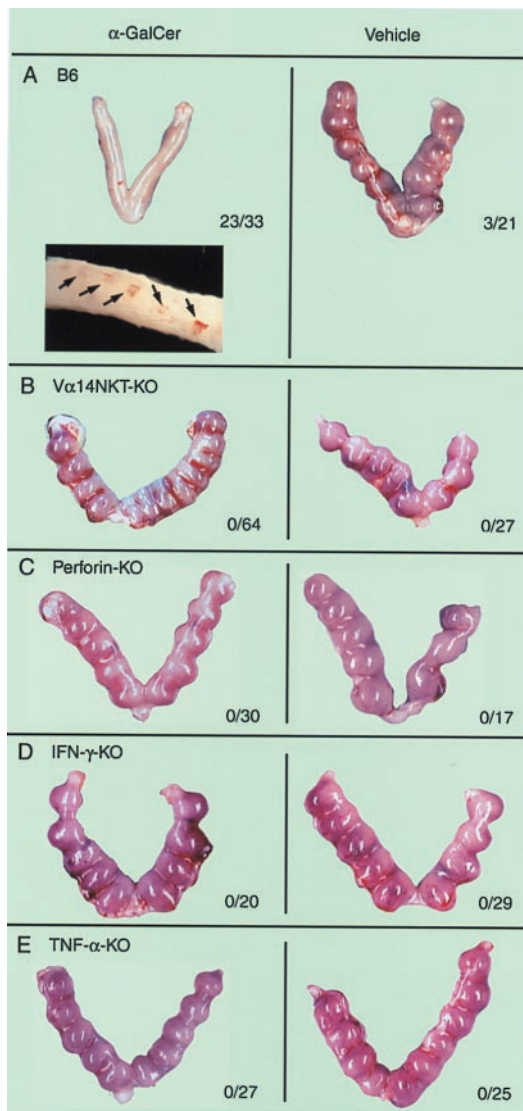 α-GalCer Vehicle
A B6
23/33 3/21
B Vα14NKT-KO
0/64 0/27
C Perforin-KO
0/30 0/17
D IFN-γ-KO
0/20 0/29
E TNF-α-KO
0/27 0/25